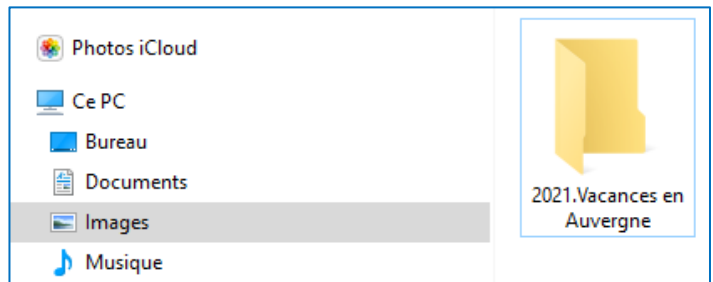 Photos iCloud
Ce PC
Bureau
Documents
Images
Musique
2021.Vacances en
Auvergne